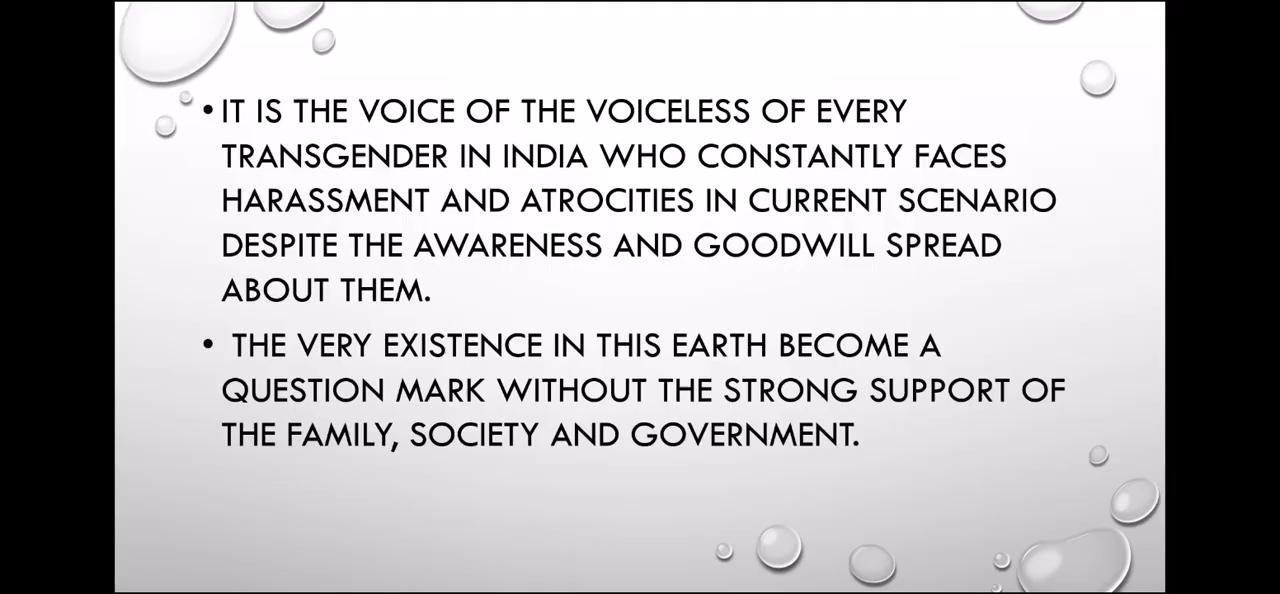 • IT IS THE VOICE OF THE VOICELESS OF EVERY
TRANSGENDER IN INDIA WHO CONSTANTLY FACES
HARASSMENT AND ATROCITIES IN CURRENT SCENARIO
DESPITE THE AWARENESS AND GOODWILL SPREAD
ABOUT THEM.
• THE VERY EXISTENCE IN THIS EARTH BECOME A
QUESTION MARK WITHOUT THE STRONG SUPPORT OF
THE FAMILY, SOCIETY AND GOVERNMENT.